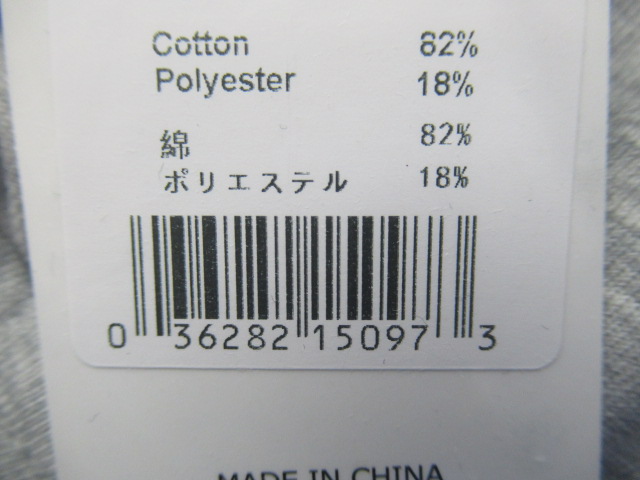 Cotton 82%
Polyester 18%
綿 82%
ポリエステル 18%
0 36282 15097 3
MADE IN CHINA